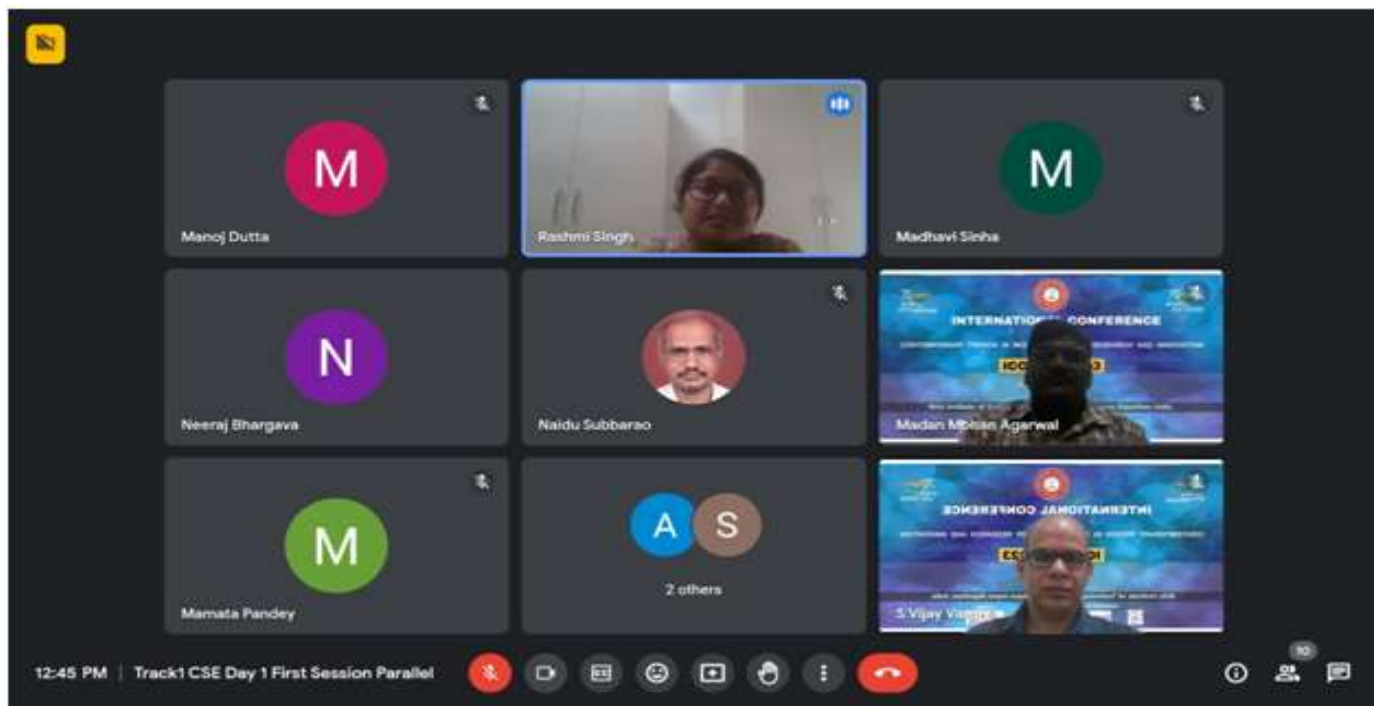 M
Manoj Dutta
Rashmi Singh
M
Madhavi Sinha
N
Neeraj Bhargava
Naidu Subbarao
INTERNATIONAL CONFERENCE
Madan Mohan Agarwal
M
Mamata Pandey
A S
2 others
INTERNATIONAL CONFERENCE
S.Vijay
12:45 PM | Track1 CSE Day 1 First Session Parallel
10